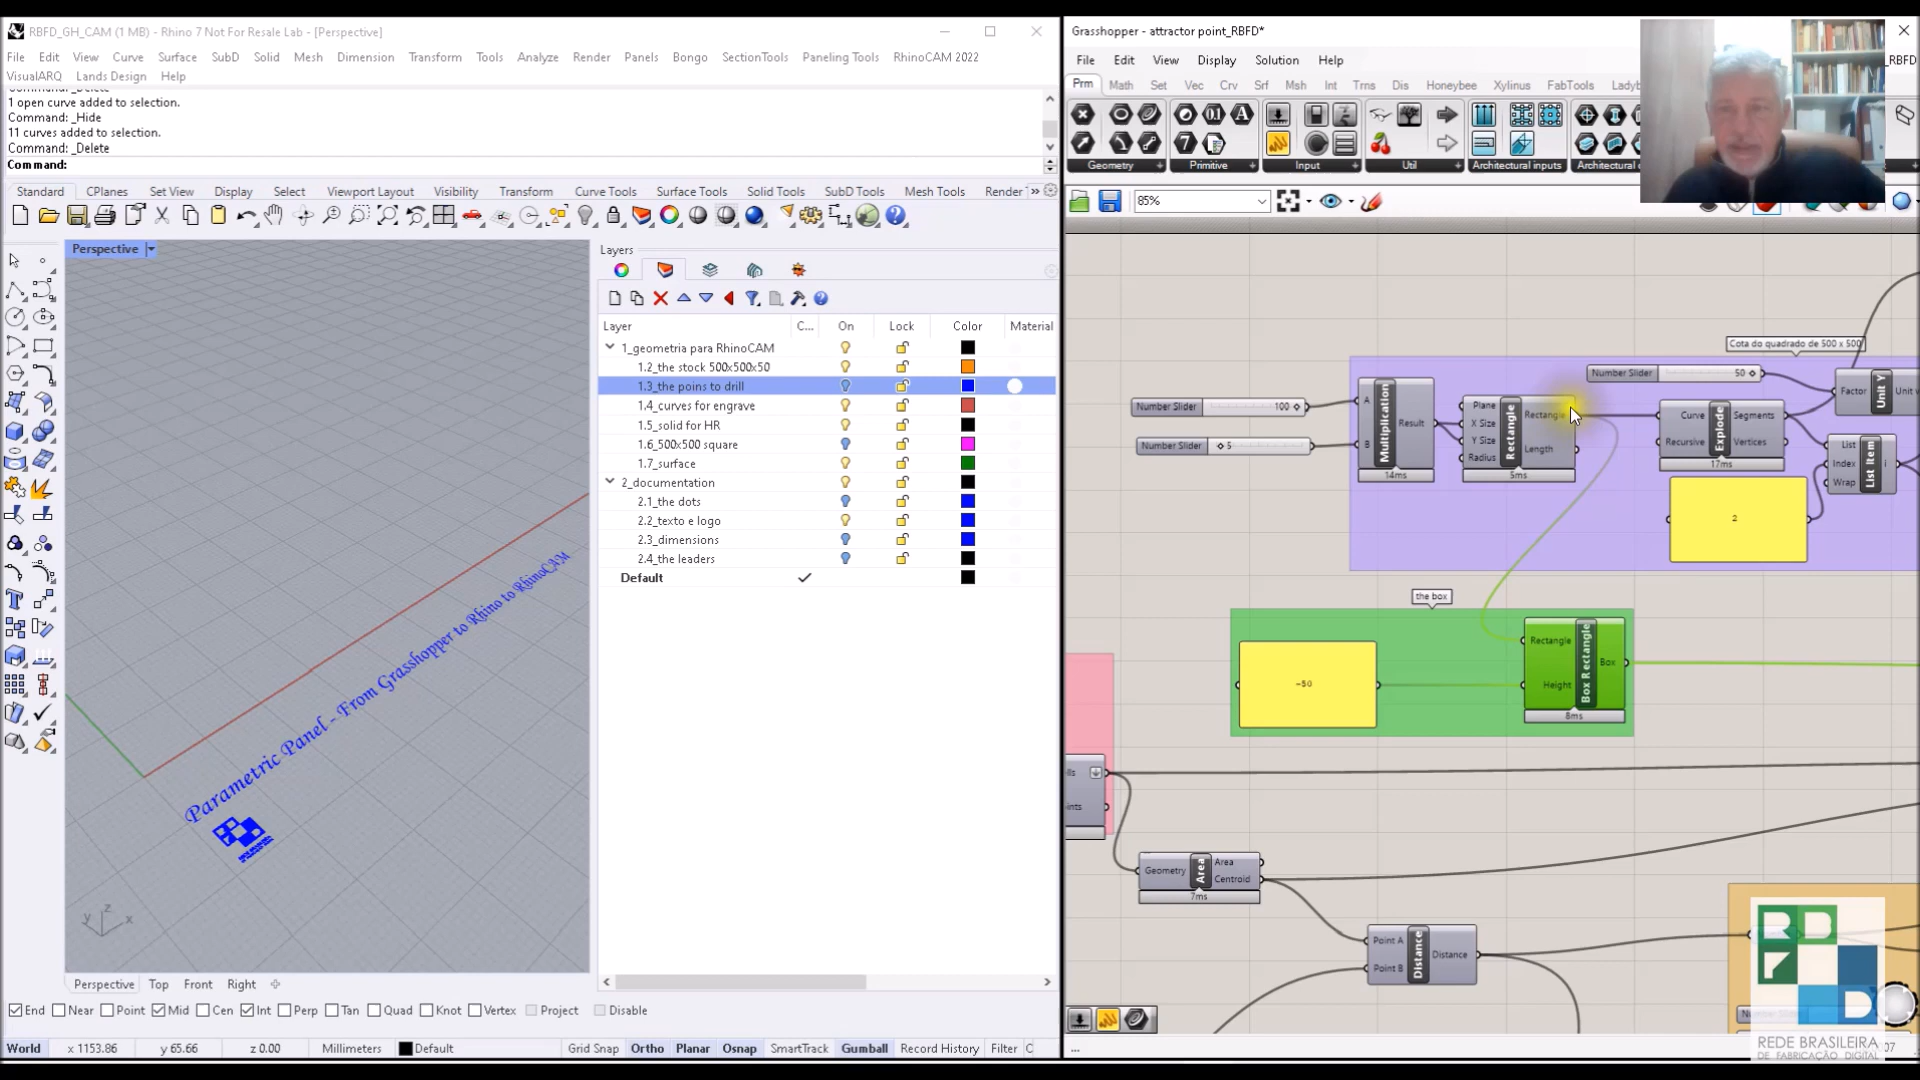 RBFD_GH_CAM (1 MB) - Rhino 7 Not For Resale Lab - [Perspective]
File Edit View Curve Surface SubD Solid Mesh Dimension Transform Tools Analyze Render Panels Bongo SectionTools Paneling Tools RhinoCAM 2022
VisualARQ Lands Design Help
1 open curve added to selection.
Command: _Hide
11 curves added to selection.
Command: _Delete
Command:
Standard CPlanes Set View Display Select Viewport Layout Visibility Transform Curve Tools Surface Tools Solid Tools SubD Tools Mesh Tools Render
Perspective
Parametric Panel - From Grasshopper to Rhino to RhinoCAM
z
y
x
Layers
Layer C... On Lock Color Material
1_geometria para RhinoCAM
1.2_the stock 500x500x50
1.3_the poins to drill
1.4_curves for engrave
1.5_solid for HR
1.6_500x500 square
1.7_surface
2_documentation
2.1_the dots
2.2_texto e logo
2.3_dimensions
2.4_the leaders
Default
Perspective Top Front Right
End Near Point Mid Cen Int Perp Tan Quad Knot Vertex Project Disable
World x 1153.86 y 65.66 z 0.00 Millimeters Default Grid Snap Ortho Planar Osnap SmartTrack Gumball Record History Filter
Grasshopper - attractor point_RBFD*
File Edit View Display Solution Help
_RBFD
Prm Math Set Vec Crv Srf Msh Int Trns Dis Honeybee Xylinus FabTools Ladyb
Geometry Primitive Input Util Architectural inputs
85%
Cota do quadrado de 500 x 500
Number Slider 50
Number Slider 100
Number Slider 5
A
B
Multiplication
Result
14ms
Plane
X Size
Y Size
Radius
Rectangle
Rectangle
Length
5ms
Curve
Recursive
Explode
Segments
Vertices
17ms
Factor
Unit Y
Unit v
List
Index
Wrap
List Item
i
2
the box
-50
Rectangle
Height
Box Rectangle
Box
8ms
Geometry
Area
Area
Centroid
7ms
Point A
Point B
Distance
Distance
REDE BRASILEIRA
DE FABRICAÇÃO DIGITAL
07